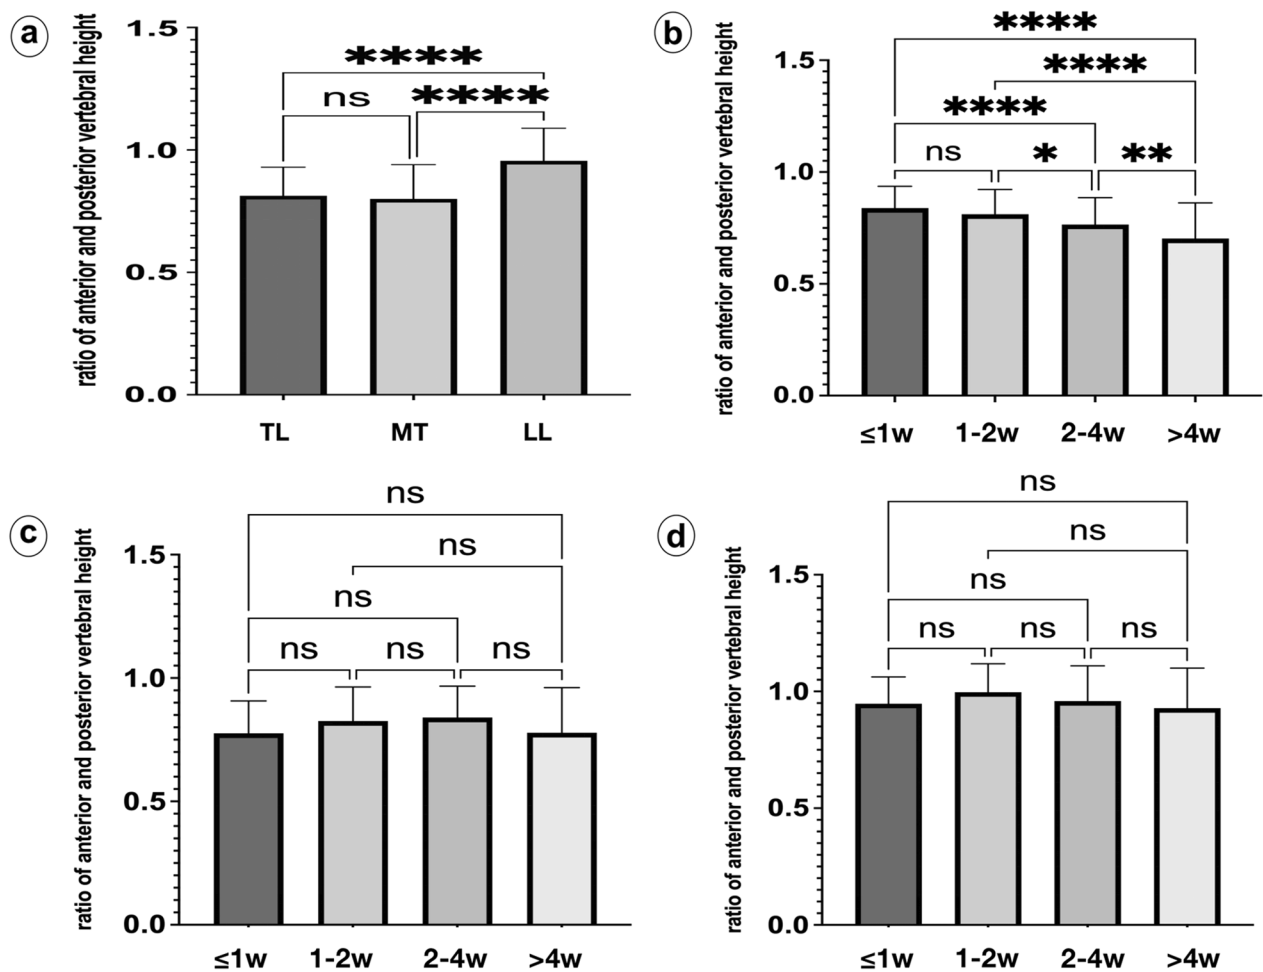 a
ratio of anterior and posterior vertebral height
1.5
1.0
0.5
0.0
****
ns
****
TL MT LL
b
ratio of anterior and posterior vertebral height
1.5
1.0
0.5
0.0
****
****
****
ns * **
≤1w 1-2w 2-4w >4w
c
ratio of anterior and posterior vertebral height
1.5
1.0
0.5
0.0
ns
ns
ns
ns ns ns
≤1w 1-2w 2-4w >4w
d
ratio of anterior and posterior vertebral height
1.5
1.0
0.5
0.0
ns
ns
ns
ns ns ns
≤1w 1-2w 2-4w >4w